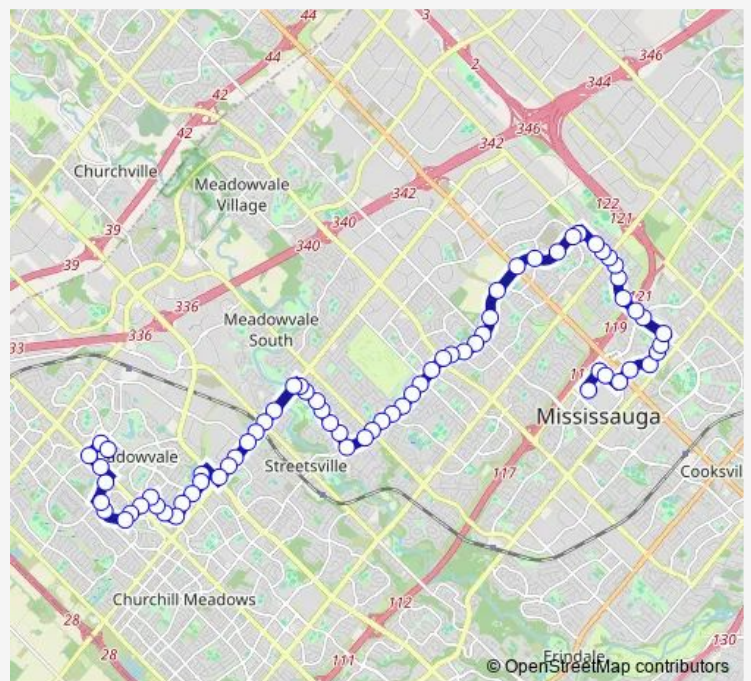 44
3
44
2
346
344
42
42
346
342
Churchville
Meadowvale
Village
342
122
121
39
340
340
39
336
121
Meadowvale
South
33
336
119
11
Mississauga
adowvale
Streetsville
Cooksvil
117
Churchill Meadows
112
28
28
130
111
Erindale
© OpenStreetMap contributors